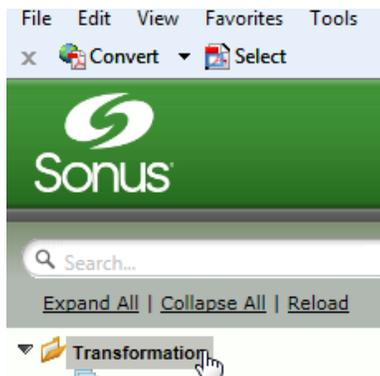 File Edit View Favorites Tools
x Convert Select
Sonus
Search...
Expand All | Collapse All | Reload
Transformation